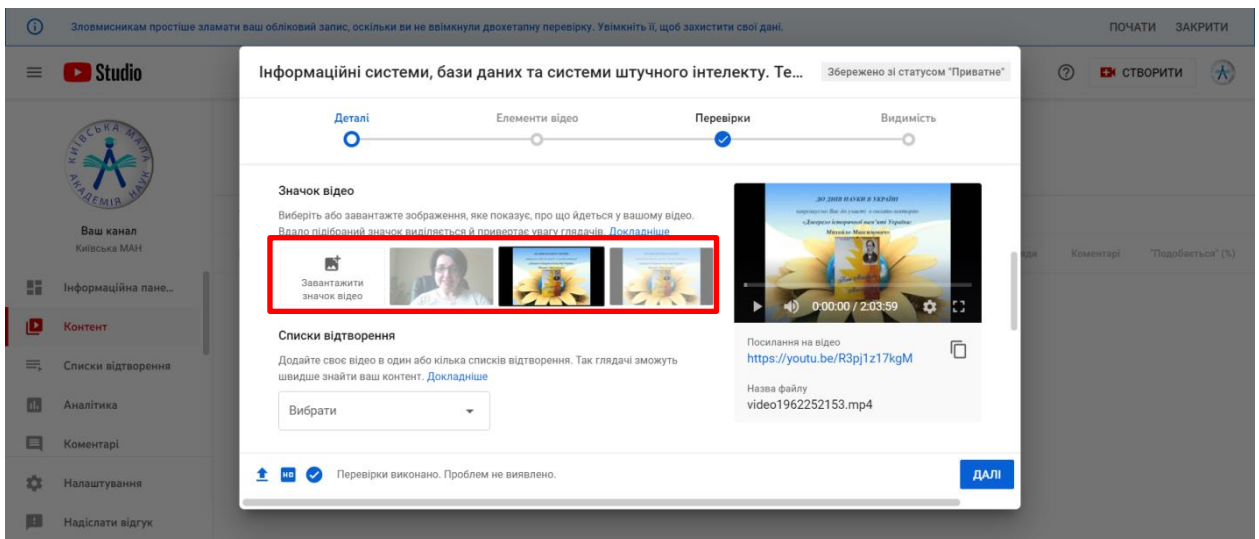 Зловмисникам простіше зламати ваш обліковий запис, оскільки ви не ввімкнули двохетапну перевірку. Увімкніть її, щоб захистити свої дані.
ПОЧАТИ ЗАКРИТИ
Studio
СТВОРИТИ
КИЇВСЬКА МАЛА АКАДЕМІЯ НАУК
Ваш канал
Київська МАН
Інформаційна пане...
Контент
Списки відтворення
Аналітика
Коментарі
Налаштування
Надіслати відгук
Інформаційні системи, бази даних та системи штучного інтелекту. Те...
Збережено зі статусом "Приватне"
Деталі
Елементи відео
Перевірки
Видимість
Значок відео
Виберіть або завантажте зображення, яке показує, про що йдеться у вашому відео.
Вдало підібраний значок виділяється й привертає увагу глядачів. Докладніше
Завантажити
значок відео
Списки відтворення
Додайте своє відео в один або кілька списків відтворення. Так глядачі зможуть
швидше знайти ваш контент. Докладніше
Вибрати
ДО ДНІВ НАУКИ В УКРАЇНІ
0:00:00 / 2:03:59
Посилання на відео
https://youtu.be/R3pj1z17kgM
Назва файлу
video1962252153.mp4
Коментарі
"Подобається" (%)
HD
Перевірки виконано. Проблем не виявлено.
ДАЛІ